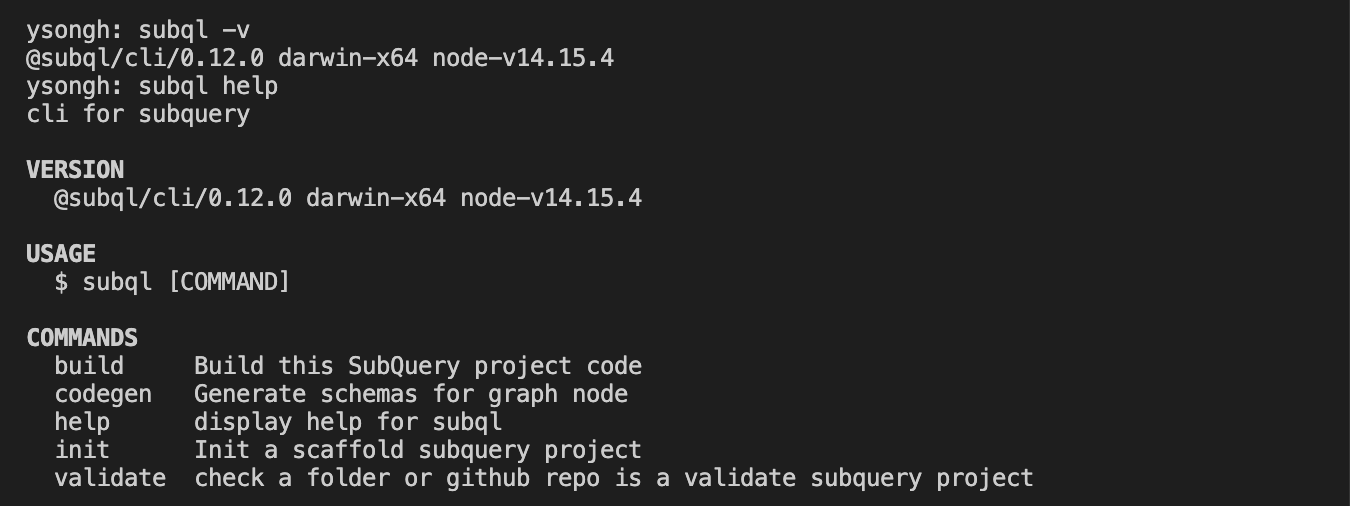 ysongh: subql -v
@subql/cli/0.12.0 darwin-x64 node-v14.15.4
ysongh: subql help
cli for subquery
VERSION
@subql/cli/0.12.0 darwin-x64 node-v14.15.4
USAGE
$ subql [COMMAND]
COMMANDS
build Build this SubQuery project code
codegen Generate schemas for graph node
help display help for subql
init Init a scaffold subquery project
validate check a folder or github repo is a validate subquery project